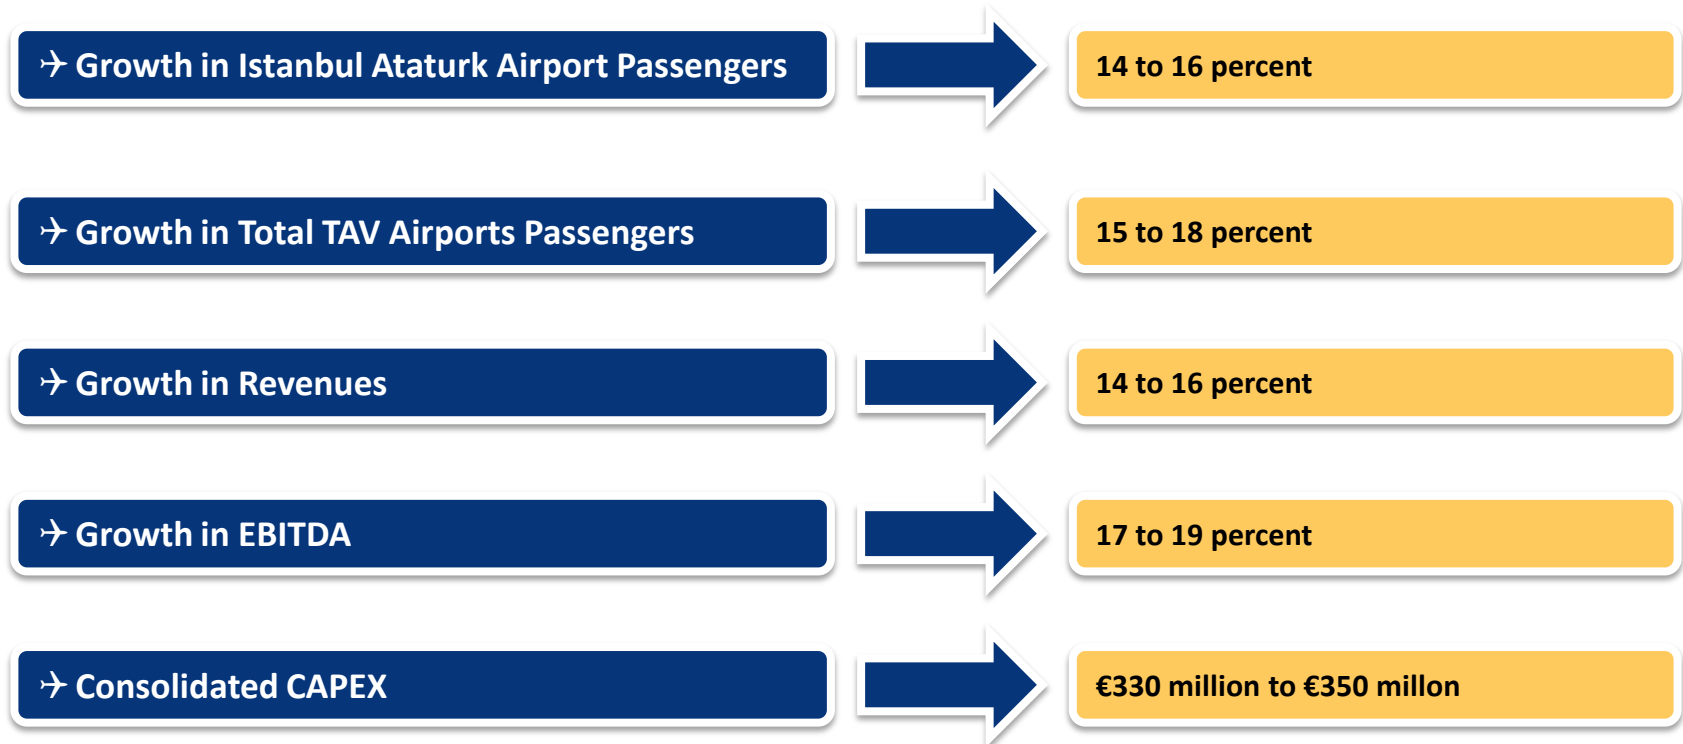 ✈ Growth in Istanbul Ataturk Airport Passengers
14 to 16 percent
✈ Growth in Total TAV Airports Passengers
15 to 18 percent
✈ Growth in Revenues
14 to 16 percent
✈ Growth in EBITDA
17 to 19 percent
✈ Consolidated CAPEX
€330 million to €350 millon